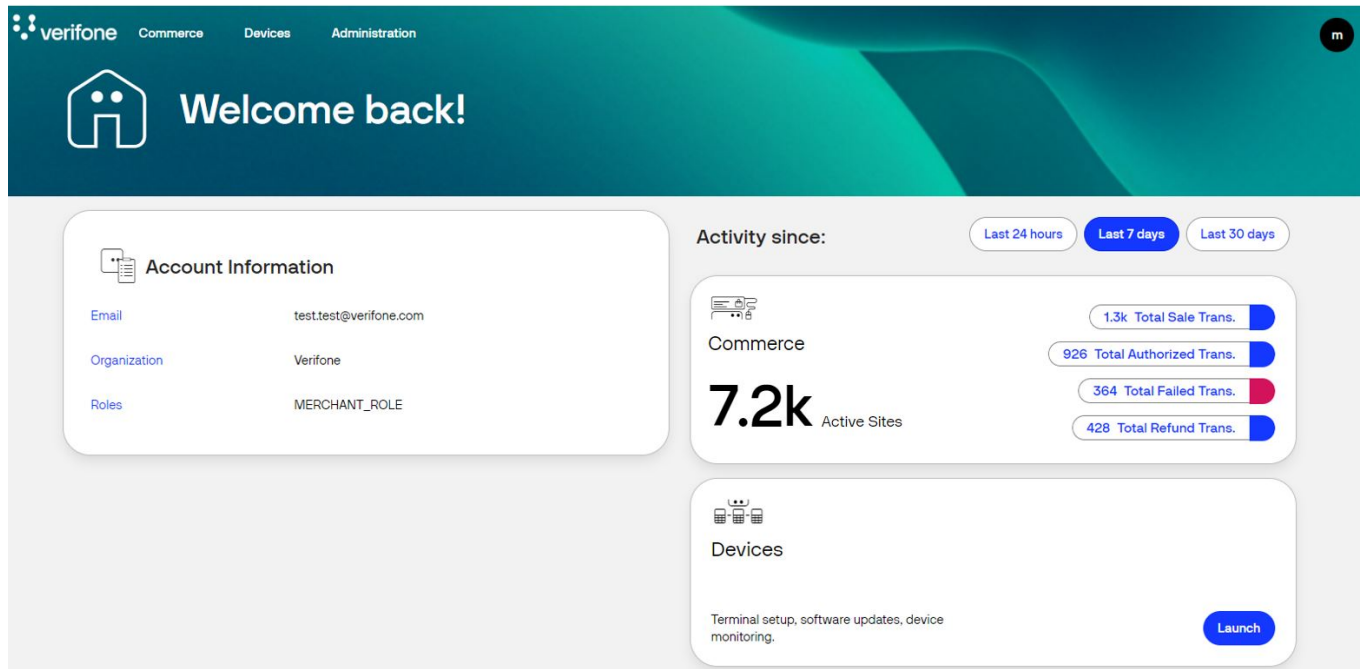 verifone Commerce Devices Administration
m
Welcome back!
Account Information
Email test.test@verifone.com
Organization Verifone
Roles MERCHANT_ROLE
Activity since: Last 24 hours Last 7 days Last 30 days
Commerce
7.2k Active Sites
1.3k Total Sale Trans.
926 Total Authorized Trans.
364 Total Failed Trans.
428 Total Refund Trans.
Devices
Terminal setup, software updates, device
monitoring.
Launch